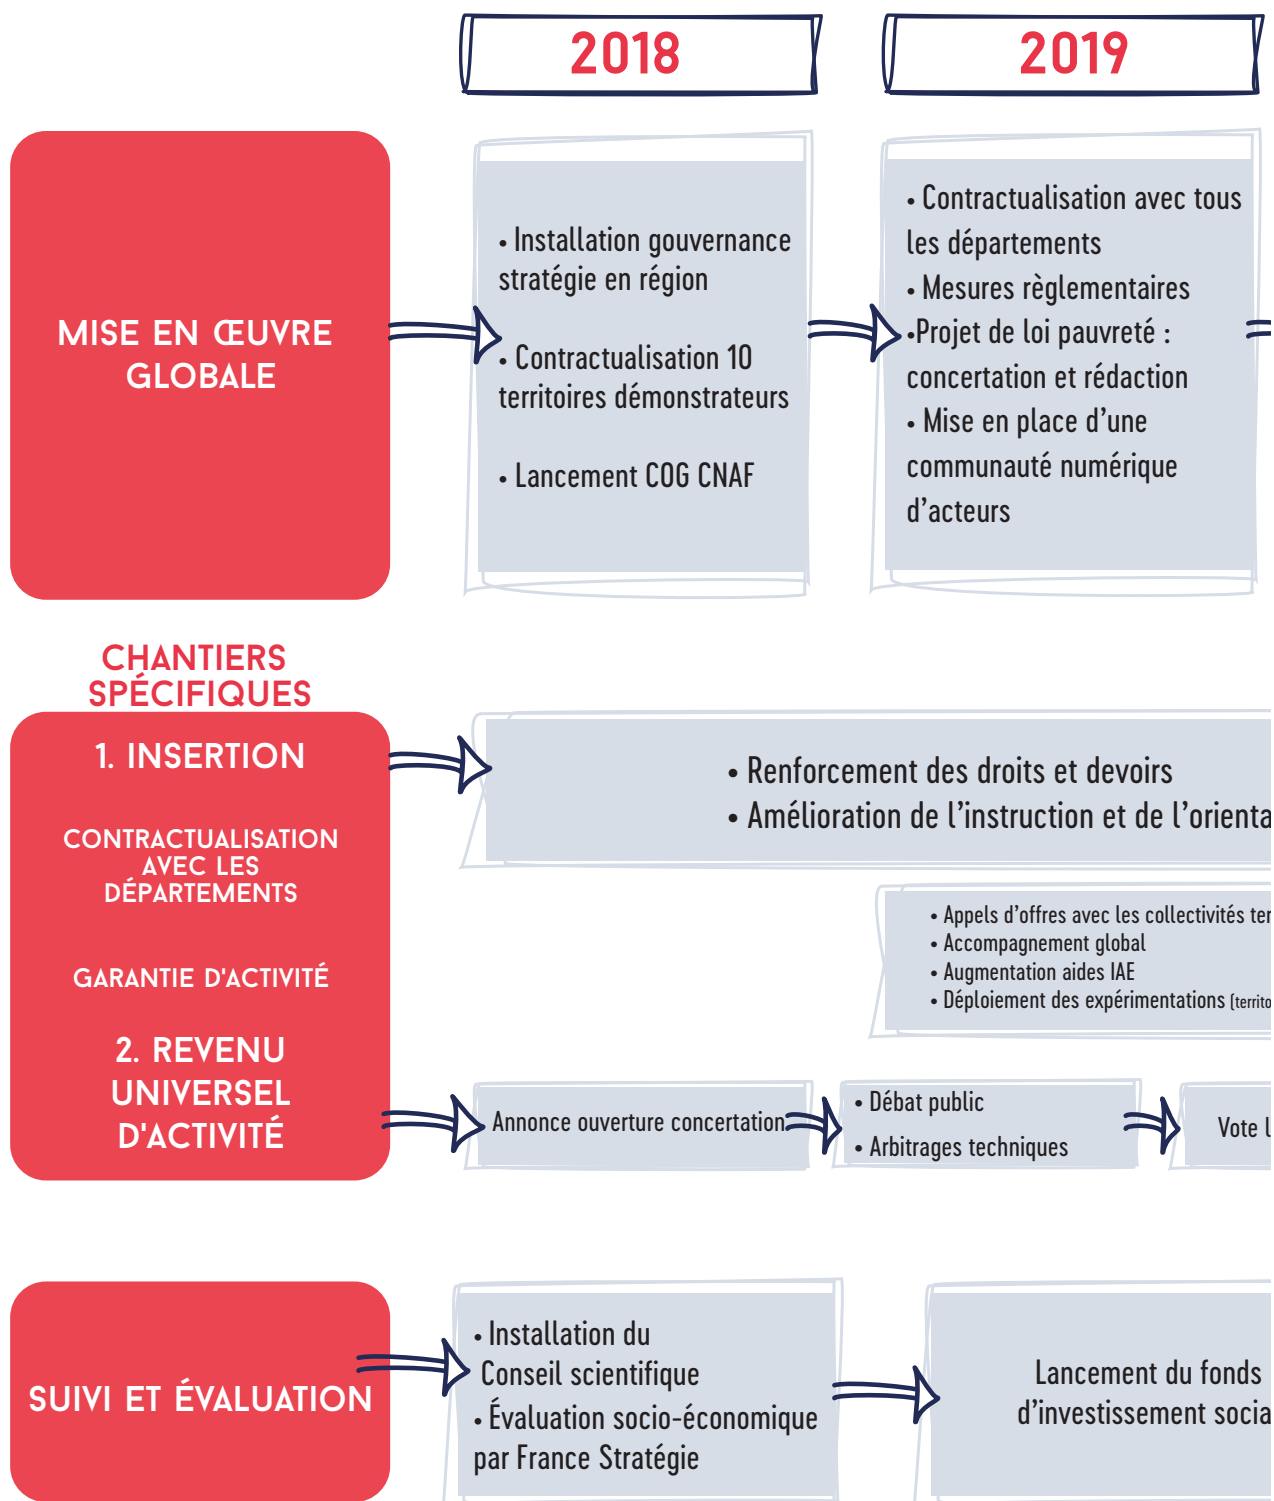 2018
2019
MISE EN ŒUVRE
GLOBALE
• Installation gouvernance
stratégie en région
• Contractualisation 10
territoires démonstrateurs
• Lancement COG CNAF
• Contractualisation avec tous
les départements
• Mesures règlementaires
•Projet de loi pauvreté :
concertation et rédaction
• Mise en place d’une
communauté numérique
d’acteurs
CHANTIERS
SPÉCIFIQUES
1. INSERTION
CONTRACTUALISATION
AVEC LES
DÉPARTEMENTS
GARANTIE D'ACTIVITÉ
2. REVENU
UNIVERSEL
D'ACTIVITÉ
• Renforcement des droits et devoirs
• Amélioration de l’instruction et de l’orienta
• Appels d’offres avec les collectivités ter
• Accompagnement global
• Augmentation aides IAE
• Déploiement des expérimentations (territo
Annonce ouverture concertation
• Débat public
• Arbitrages techniques
Vote l
SUIVI ET ÉVALUATION
• Installation du
Conseil scientifique
• Évaluation socio-économique
par France Stratégie
Lancement du fonds
d’investissement socia